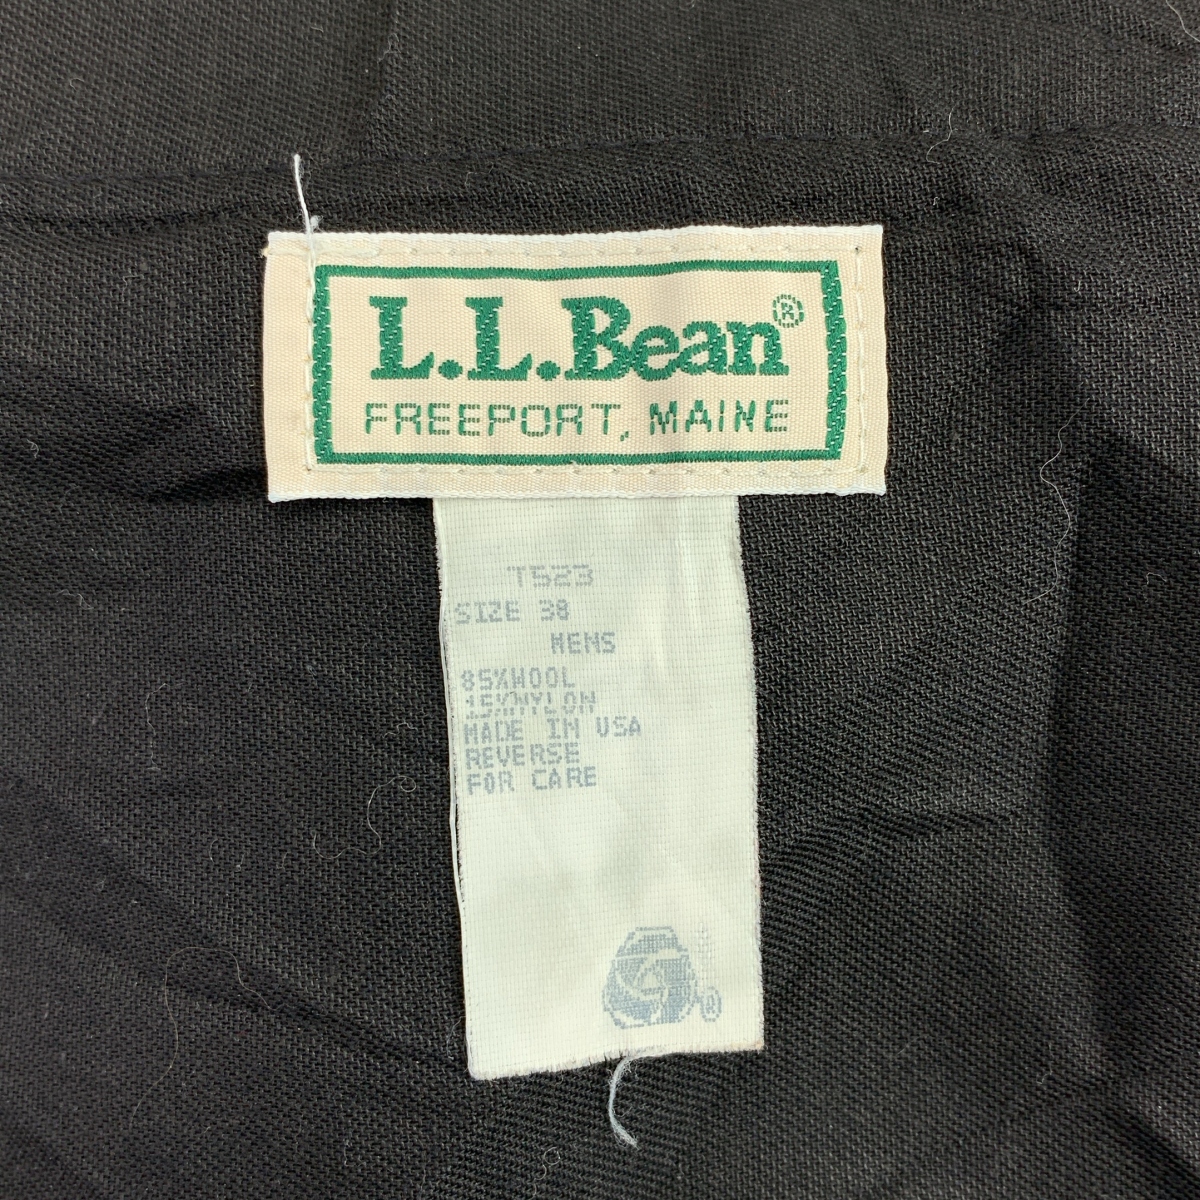 L.L.Bean®
FREEPORT, MAINE
T523
SIZE 38
MENS
85%WOOL
15%NYLON
MADE IN USA
REVERSE
FOR CARE
®